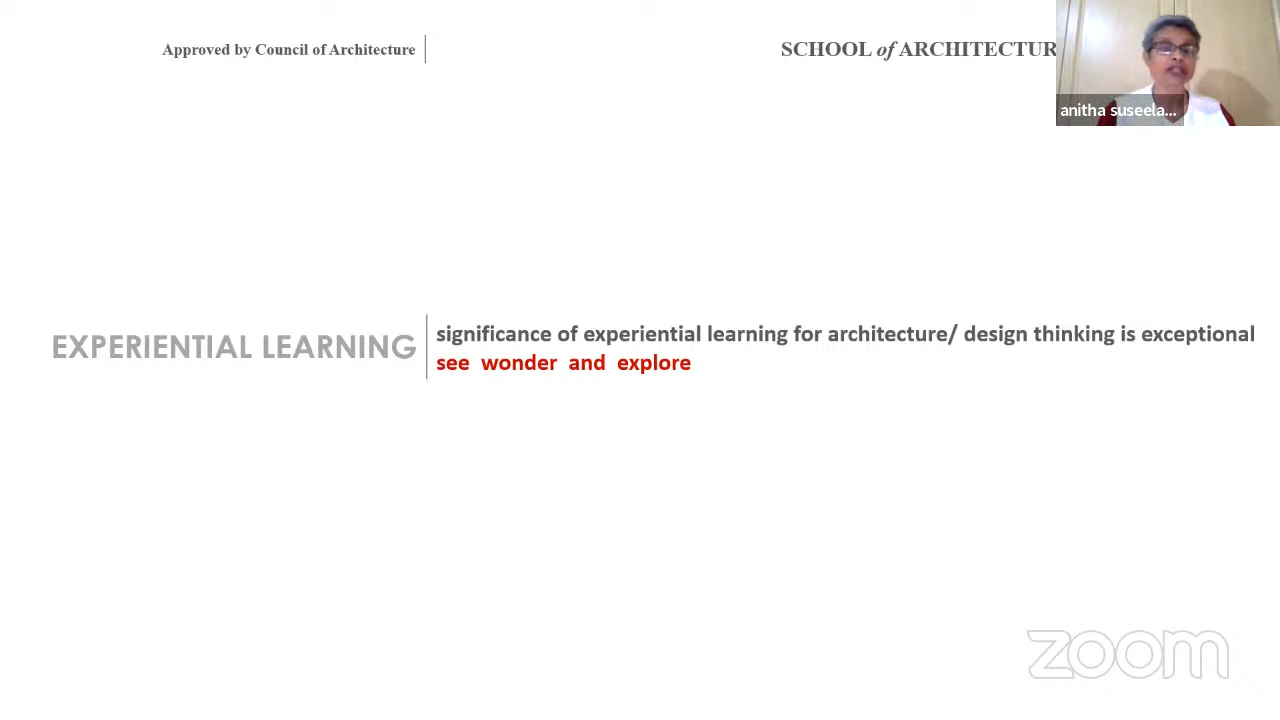 Approved by Council of Architecture
SCHOOL of ARCHITECTUR
anitha suseela...
EXPERIENTIAL LEARNING
significance of experiential learning for architecture/ design thinking is exceptional
see wonder and explore
zoom